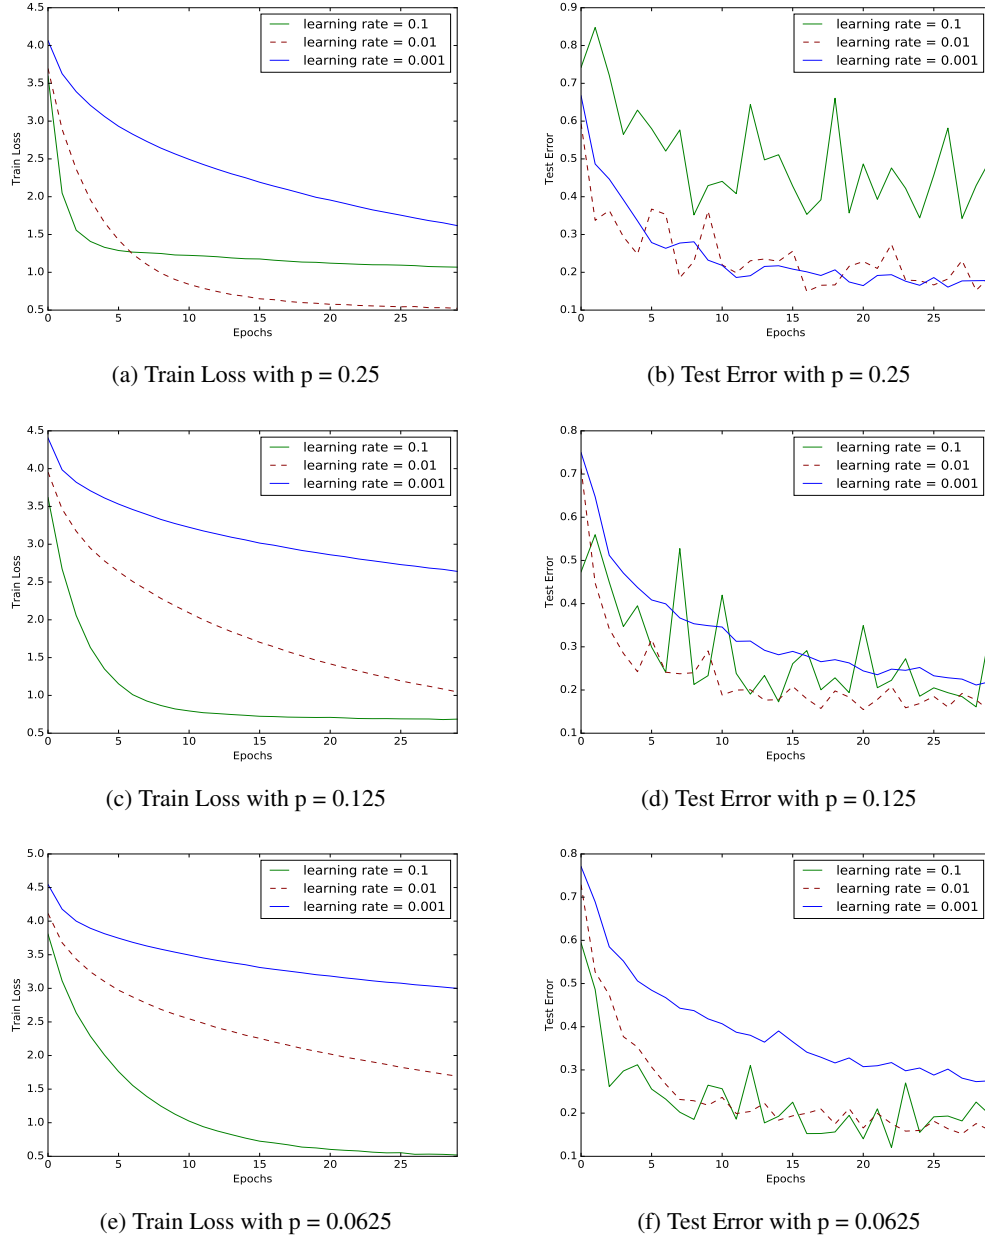 4.5
4.0
3.5
3.0
2.5
2.0
1.5
1.0
0.5
Train Loss
0 5 10 15 20 25
Epochs
learning rate = 0.1
learning rate = 0.01
learning rate = 0.001
(a) Train Loss with p = 0.25
0.9
0.8
0.7
0.6
0.5
0.4
0.3
0.2
0.1
Test Error
0 5 10 15 20 25
Epochs
learning rate = 0.1
learning rate = 0.01
learning rate = 0.001
(b) Test Error with p = 0.25
4.5
4.0
3.5
3.0
2.5
2.0
1.5
1.0
0.5
Train Loss
0 5 10 15 20 25
Epochs
learning rate = 0.1
learning rate = 0.01
learning rate = 0.001
(c) Train Loss with p = 0.125
0.8
0.7
0.6
0.5
0.4
0.3
0.2
0.1
Test Error
0 5 10 15 20 25
Epochs
learning rate = 0.1
learning rate = 0.01
learning rate = 0.001
(d) Test Error with p = 0.125
5.0
4.5
4.0
3.5
3.0
2.5
2.0
1.5
1.0
0.5
Train Loss
0 5 10 15 20 25
Epochs
learning rate = 0.1
learning rate = 0.01
learning rate = 0.001
(e) Train Loss with p = 0.0625
0.8
0.7
0.6
0.5
0.4
0.3
0.2
0.1
Test Error
0 5 10 15 20 25
Epochs
learning rate = 0.1
learning rate = 0.01
learning rate = 0.001
(f) Test Error with p = 0.0625